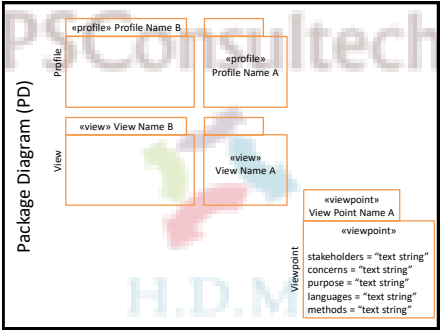 PSConsultech
Package Diagram (PD)
Profile
«profile» Profile Name B
«profile»
Profile Name A
View
«view» View Name B
«view»
View Name A
Viewpoint
«viewpoint»
View Point Name A
«viewpoint»
stakeholders = “text string”
concerns = “text string”
purpose = “text string”
languages = “text string”
methods = “text string”
H.D.M